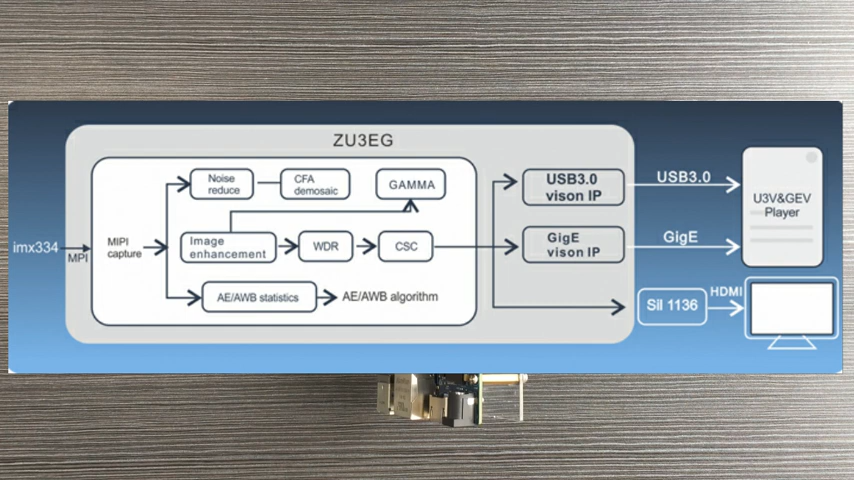 ZU3EG
Noise
reduce
CFA
demosaic
GAMMA
USB3.0
vison IP
USB3.0
U3V&GEV
Player
imx334
MPI
MIPI
capture
Image
enhancement
WDR
CSC
GigE
vison IP
GigE
AE/AWB statistics
AE/AWB algorithm
Sil 1136
HDMI